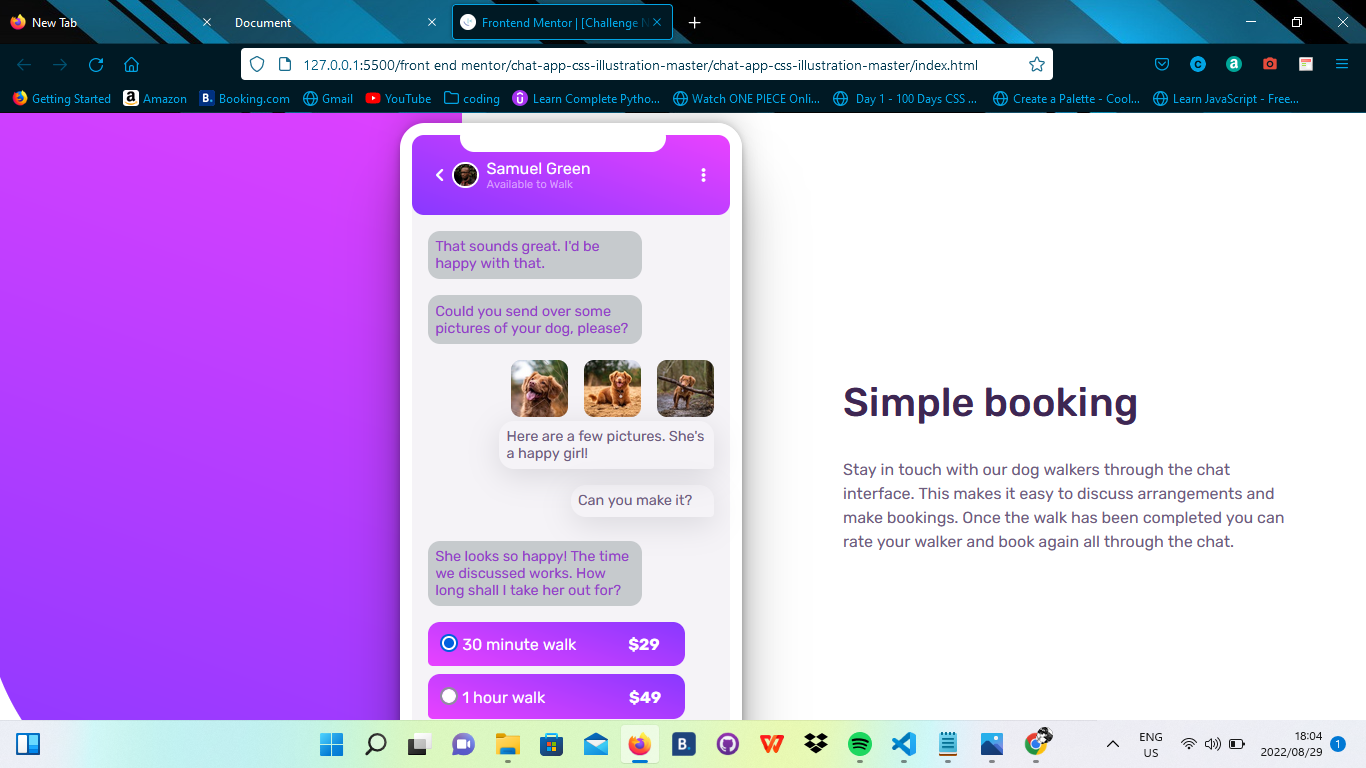 New Tab
Document
Frontend Mentor | [Challenge N
127.0.0.1:5500/front end mentor/chat-app-css-illustration-master/chat-app-css-illustration-master/index.html
Getting Started
Amazon
Booking.com
Gmail
YouTube
coding
Learn Complete Pytho...
Watch ONE PIECE Onli...
Day 1 - 100 Days CSS ...
Create a Palette - Cool...
Learn JavaScript - Free...
Samuel Green
Available to Walk
That sounds great. I'd be
happy with that.
Could you send over some
pictures of your dog, please?
Here are a few pictures. She's
a happy girl!
Can you make it?
She looks so happy! The time
we discussed works. How
long shall I take her out for?
30 minute walk $29
1 hour walk $49
Simple booking
Stay in touch with our dog walkers through the chat
interface. This makes it easy to discuss arrangements and
make bookings. Once the walk has been completed you can
rate your walker and book again all through the chat.
ENG
US
18:04
2022/08/29
1